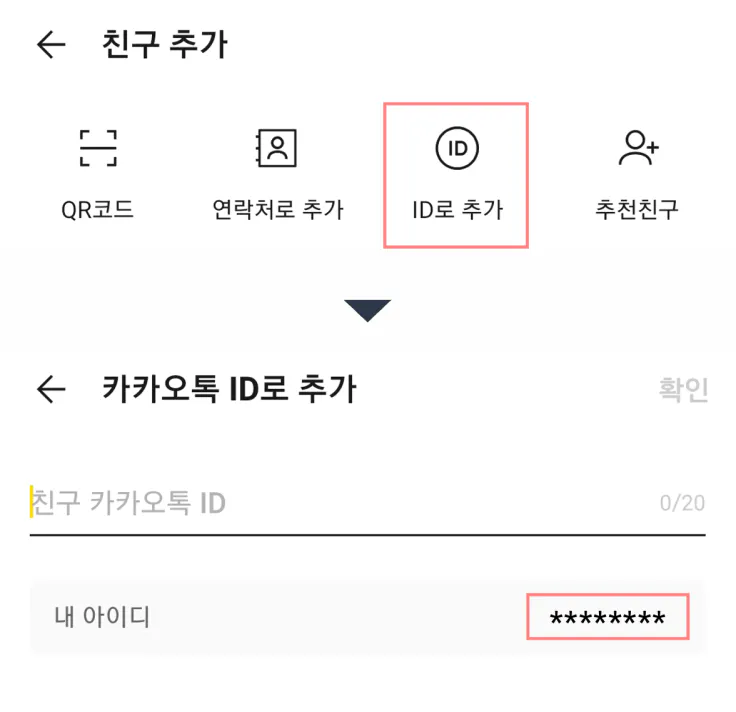 친구 추가
QR코드
연락처로 추가
ID
ID로 추가
추천친구
카카오톡 ID로 추가
확인
친구 카카오톡 ID
0/20
내 아이디
********